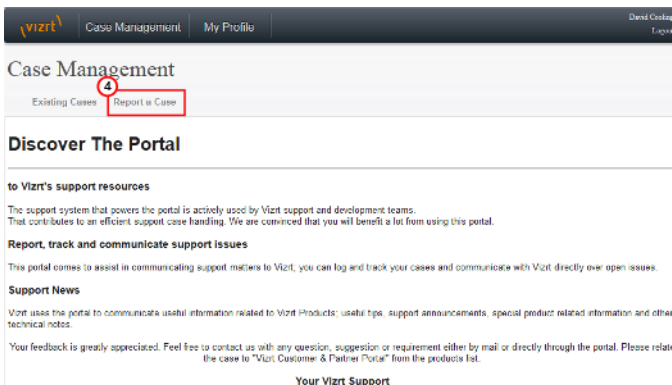 vizrt Case Management My Profile
David Cooling
Logout
Case Management
4
Existing Cases Report a Case
Discover The Portal
to Vizrt's support resources
The support system that powers the portal is actively used by Vizrt support and development teams.
That contributes to an efficient support case handling. We are convinced that you will benefit a lot from using this portal.
Report, track and communicate support issues
This portal comes to assist in communicating support matters to Vizrt; you can log and track your cases and communicate with Vizrt directly over open issues.
Support News
Vizrt uses the portal to communicate useful information related to Vizrt Products; useful tips, support announcements, special product related information and other
technical notes.
Your feedback is greatly appreciated. Feel free to contact us with any question, suggestion or requirement either by mail or directly through the portal. Please relate
the case to "Vizrt Customer & Partner Portal" from the products list.
Your Vizrt Support